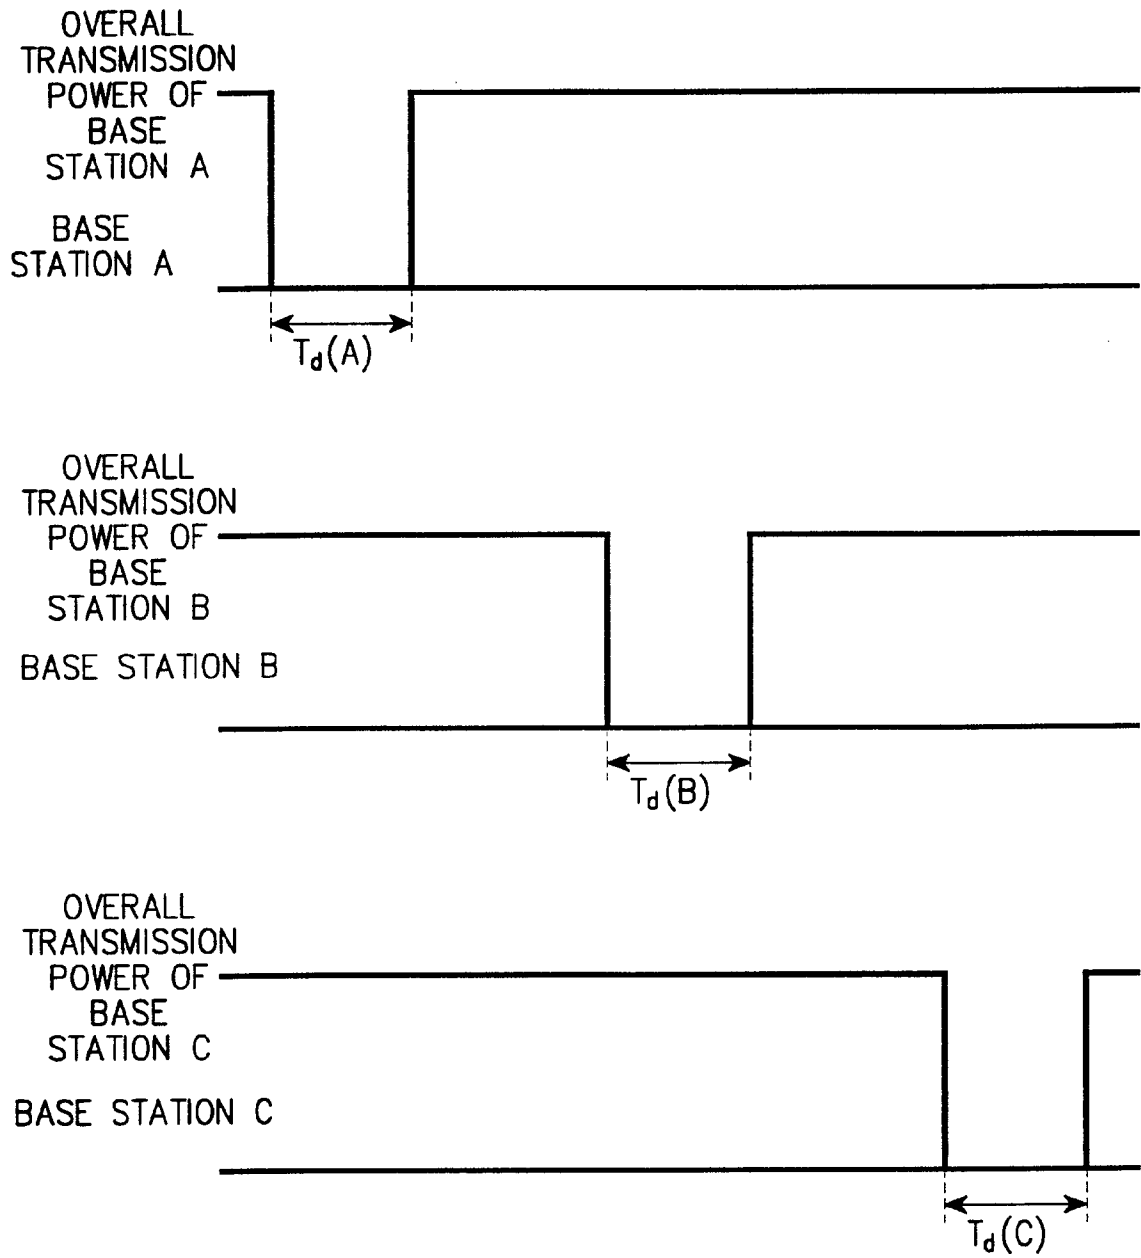 OVERALL
TRANSMISSION
POWER OF
BASE
STATION A
BASE
STATION A
Td(A)
OVERALL
TRANSMISSION
POWER OF
BASE
STATION B
BASE STATION B
Td(B)
OVERALL
TRANSMISSION
POWER OF
BASE
STATION C
BASE STATION C
Td(C)